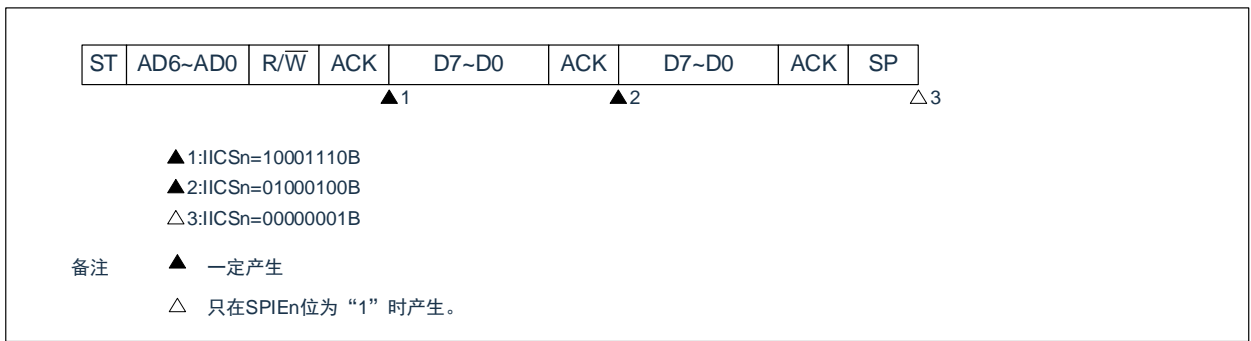 ST AD6~AD0 R/W̅ ACK D7~D0 ACK D7~D0 ACK SP
▲1 ▲2 △3
▲1:IICSn=10001110B
▲2:IICSn=01000100B
△3:IICSn=00000001B
备注 ▲ 一定产生
△ 只在SPIEn位为“1”时产生。